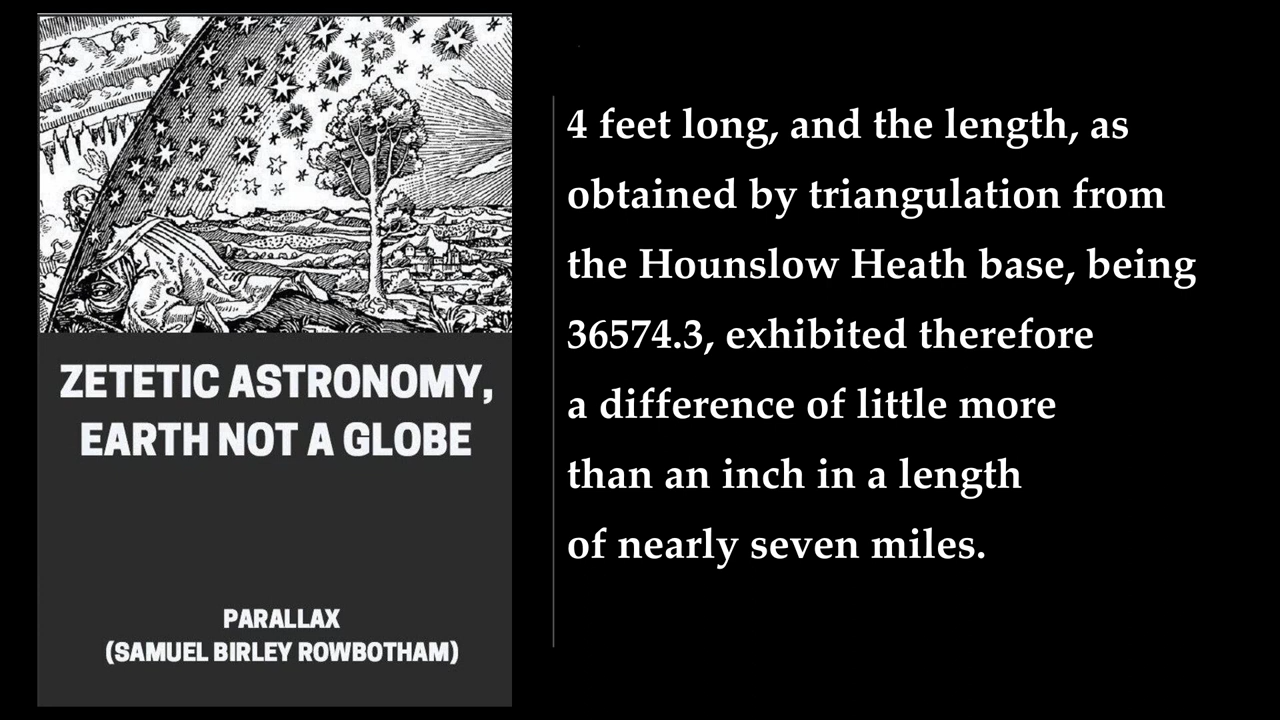 ZETETIC ASTRONOMY,
EARTH NOT A GLOBE
PARALLAX
(SAMUEL BIRLEY ROWBOTHAM)
4 feet long, and the length, as
obtained by triangulation from
the Hounslow Heath base, being
36574.3, exhibited therefore
a difference of little more
than an inch in a length
of nearly seven miles.